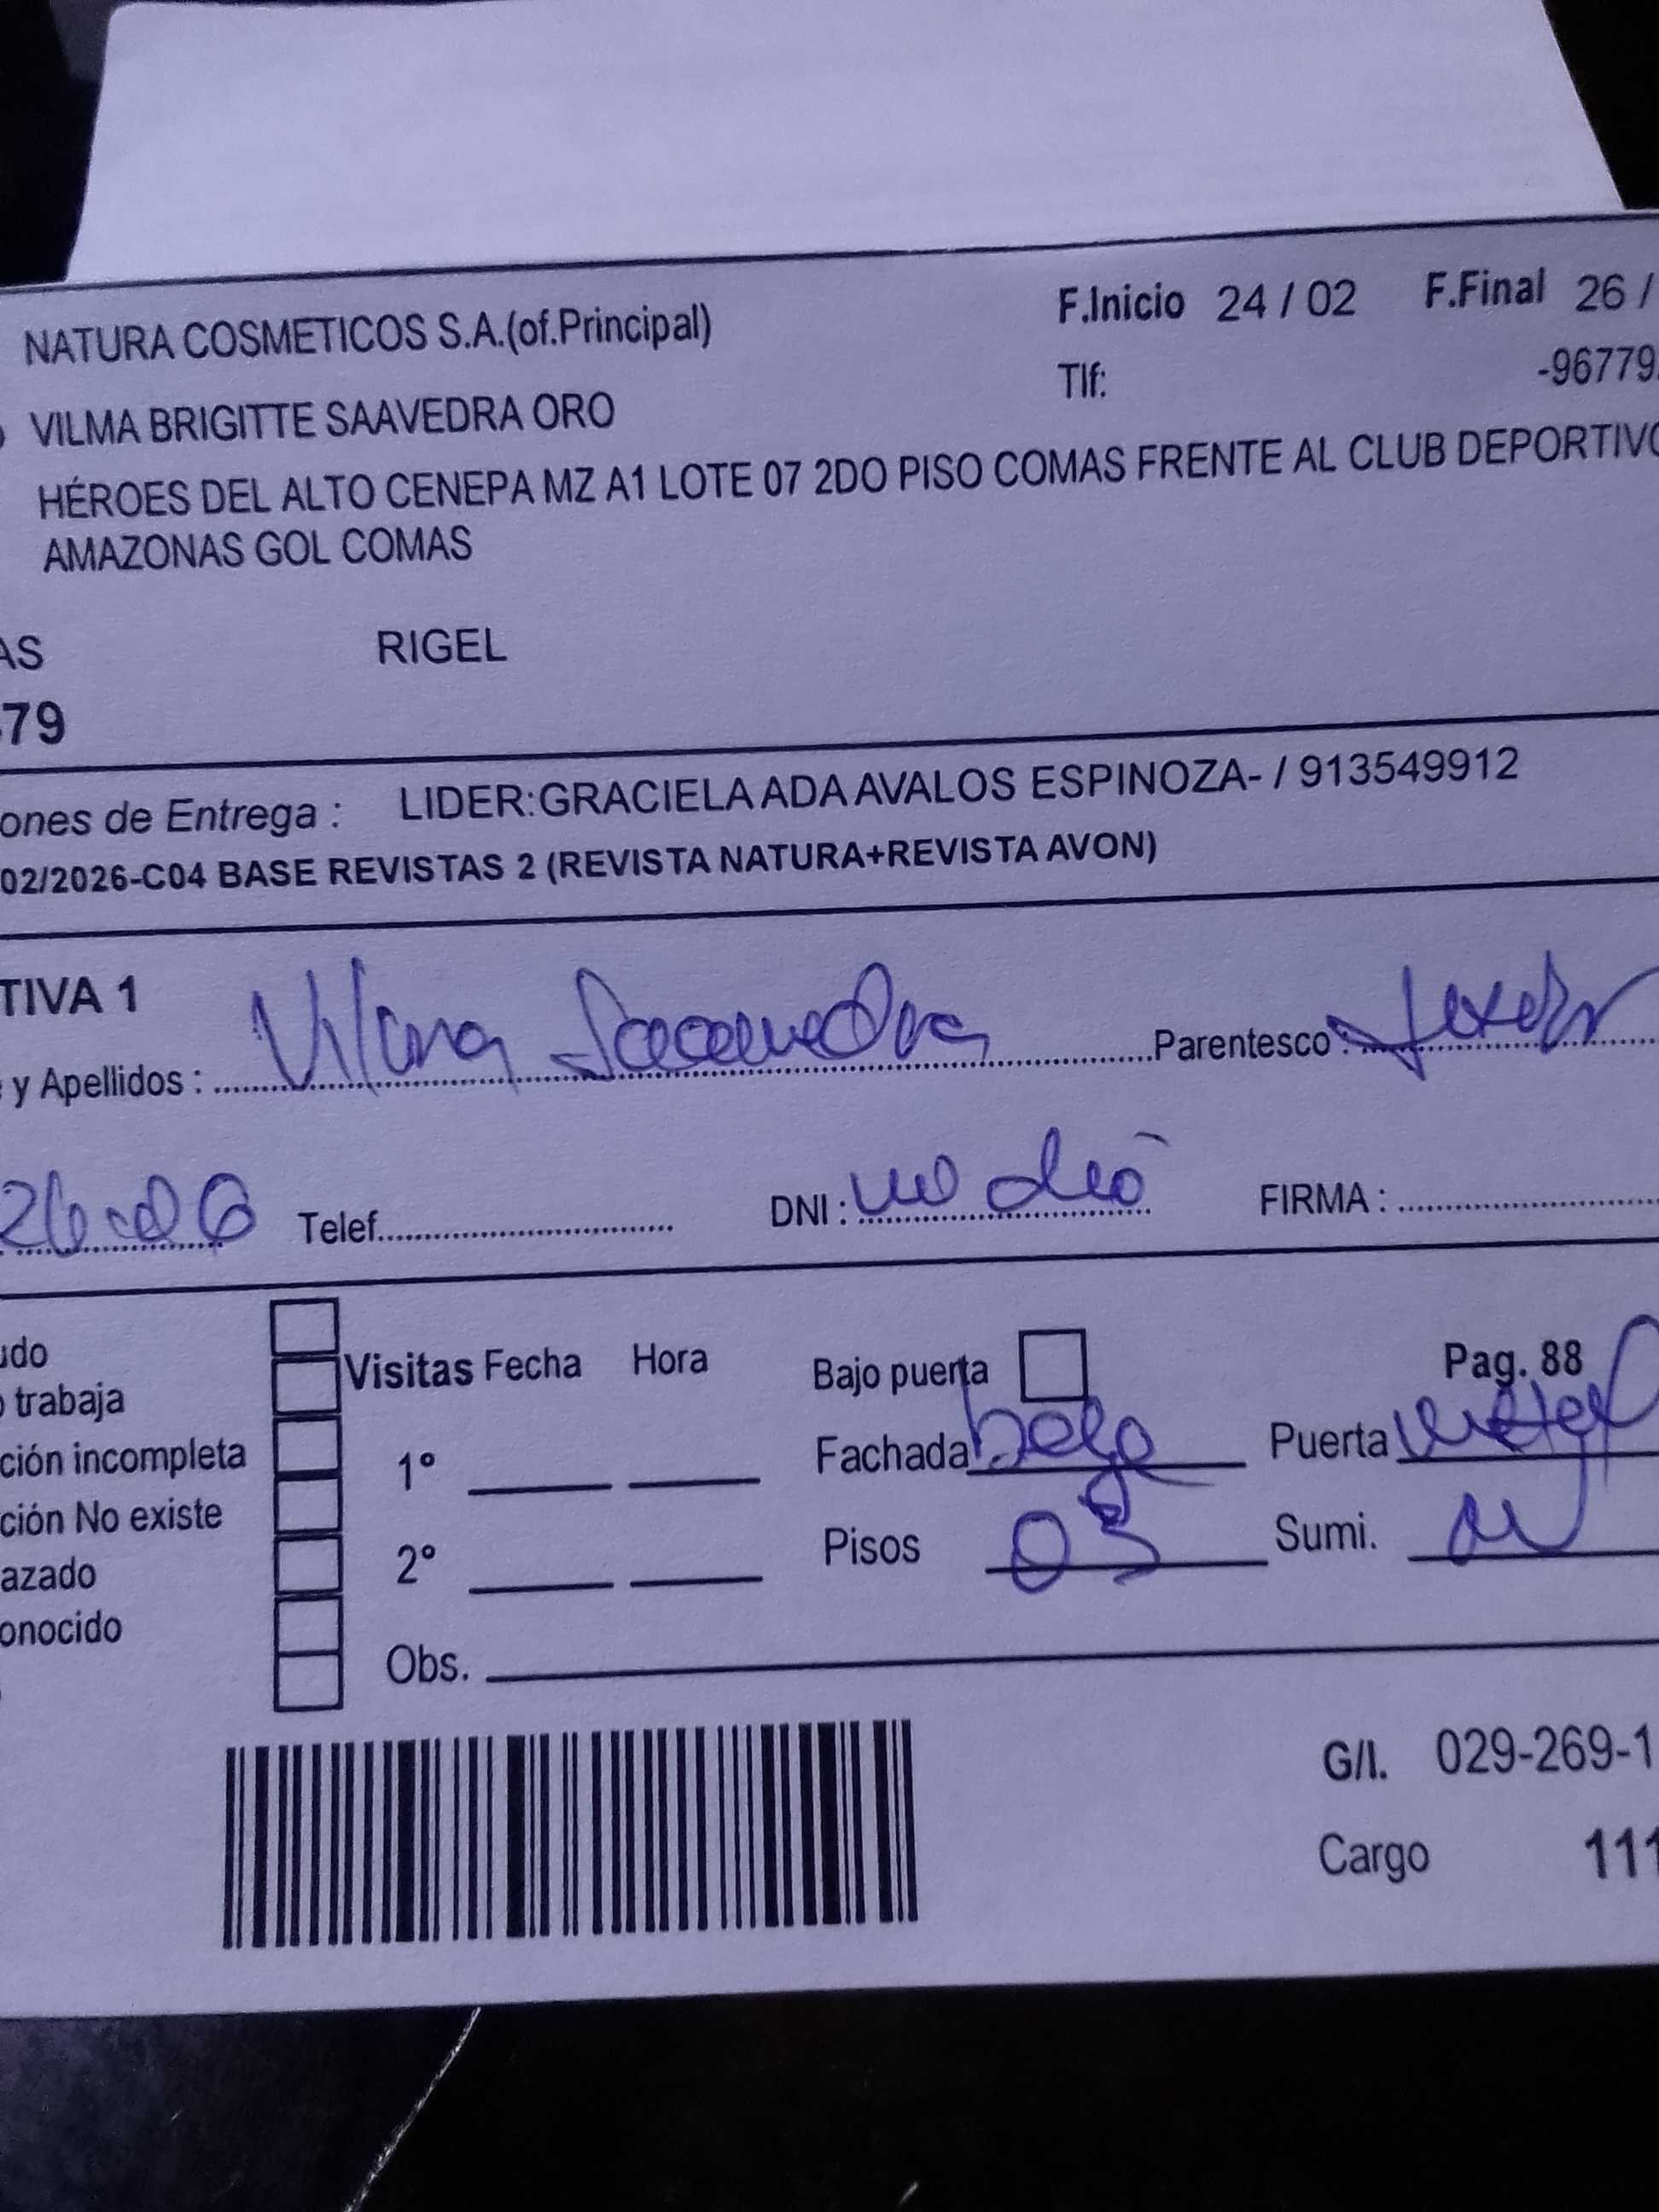 NATURA COSMETICOS S.A.(of.Principal) F.Inicio 24 / 02 F.Final 26 /
Tlf: -96779
VILMA BRIGITTE SAAVEDRA ORO
HÉROES DEL ALTO CENEPA MZ A1 LOTE 07 2DO PISO COMAS FRENTE AL CLUB DEPORTIVO
AMAZONAS GOL COMAS
AS RIGEL
79
ones de Entrega : LIDER:GRACIELA ADA AVALOS ESPINOZA- / 913549912
02/2026-C04 BASE REVISTAS 2 (REVISTA NATURA+REVISTA AVON)
TIVA 1
y Apellidos : Vilma Saavedra Parentesco :
Telef. DNI : no dio FIRMA :
udo
Visitas Fecha Hora Bajo puerta Pag. 88
trabaja
ción incompleta 1° Fachada Puerta
ción No existe
azado 2° Pisos 03 Sumi.
onocido
Obs.
G/I. 029-269-1
Cargo 111